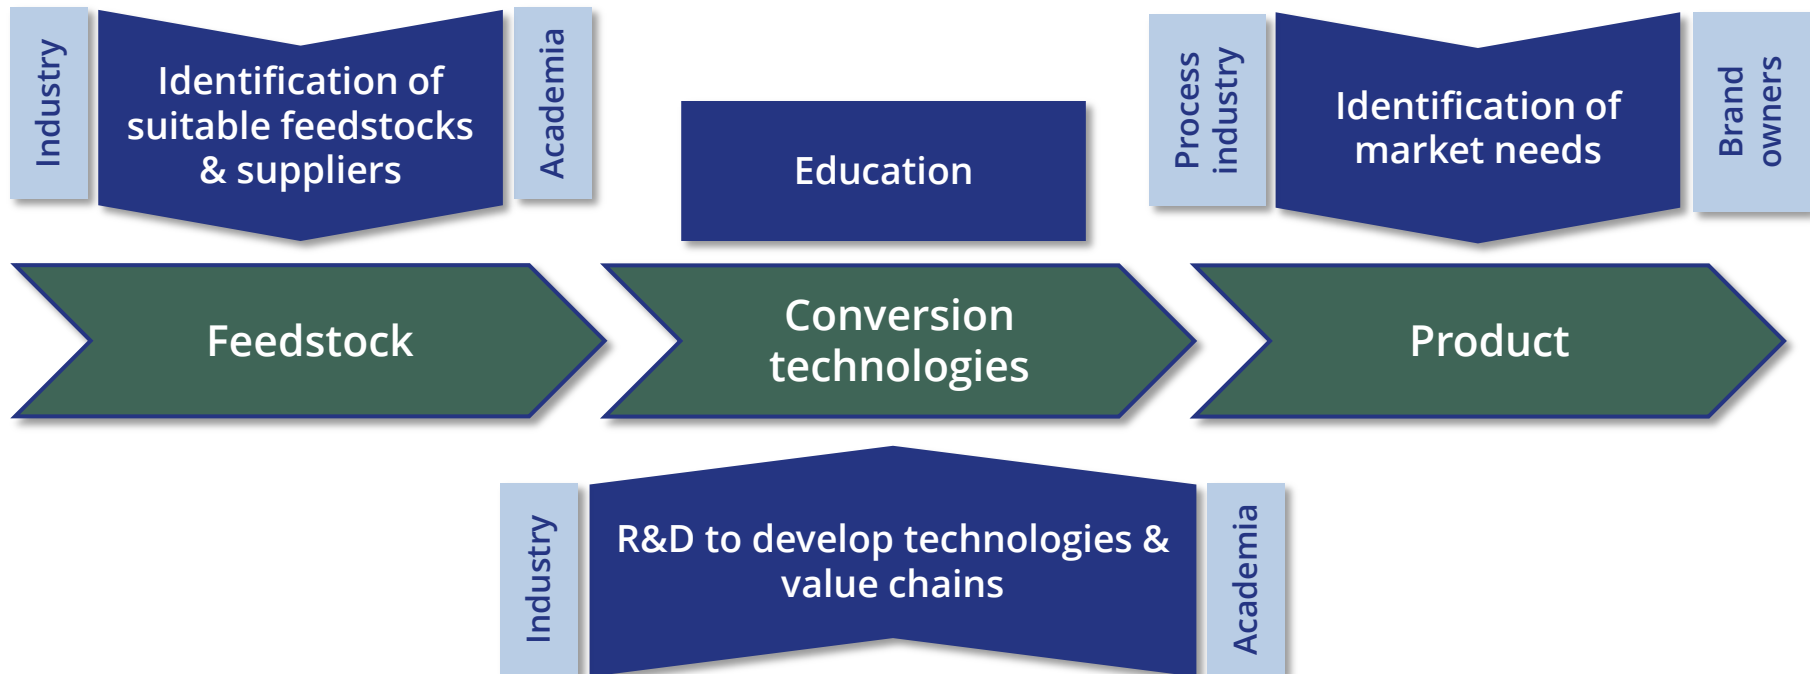 Industry
Identification of
suitable feedstocks
& suppliers
Academia
Education
Process
industry
Identification of
market needs
Brand
owners
Feedstock
Conversion
technologies
Product
Industry
R&D to develop technologies &
value chains
Academia